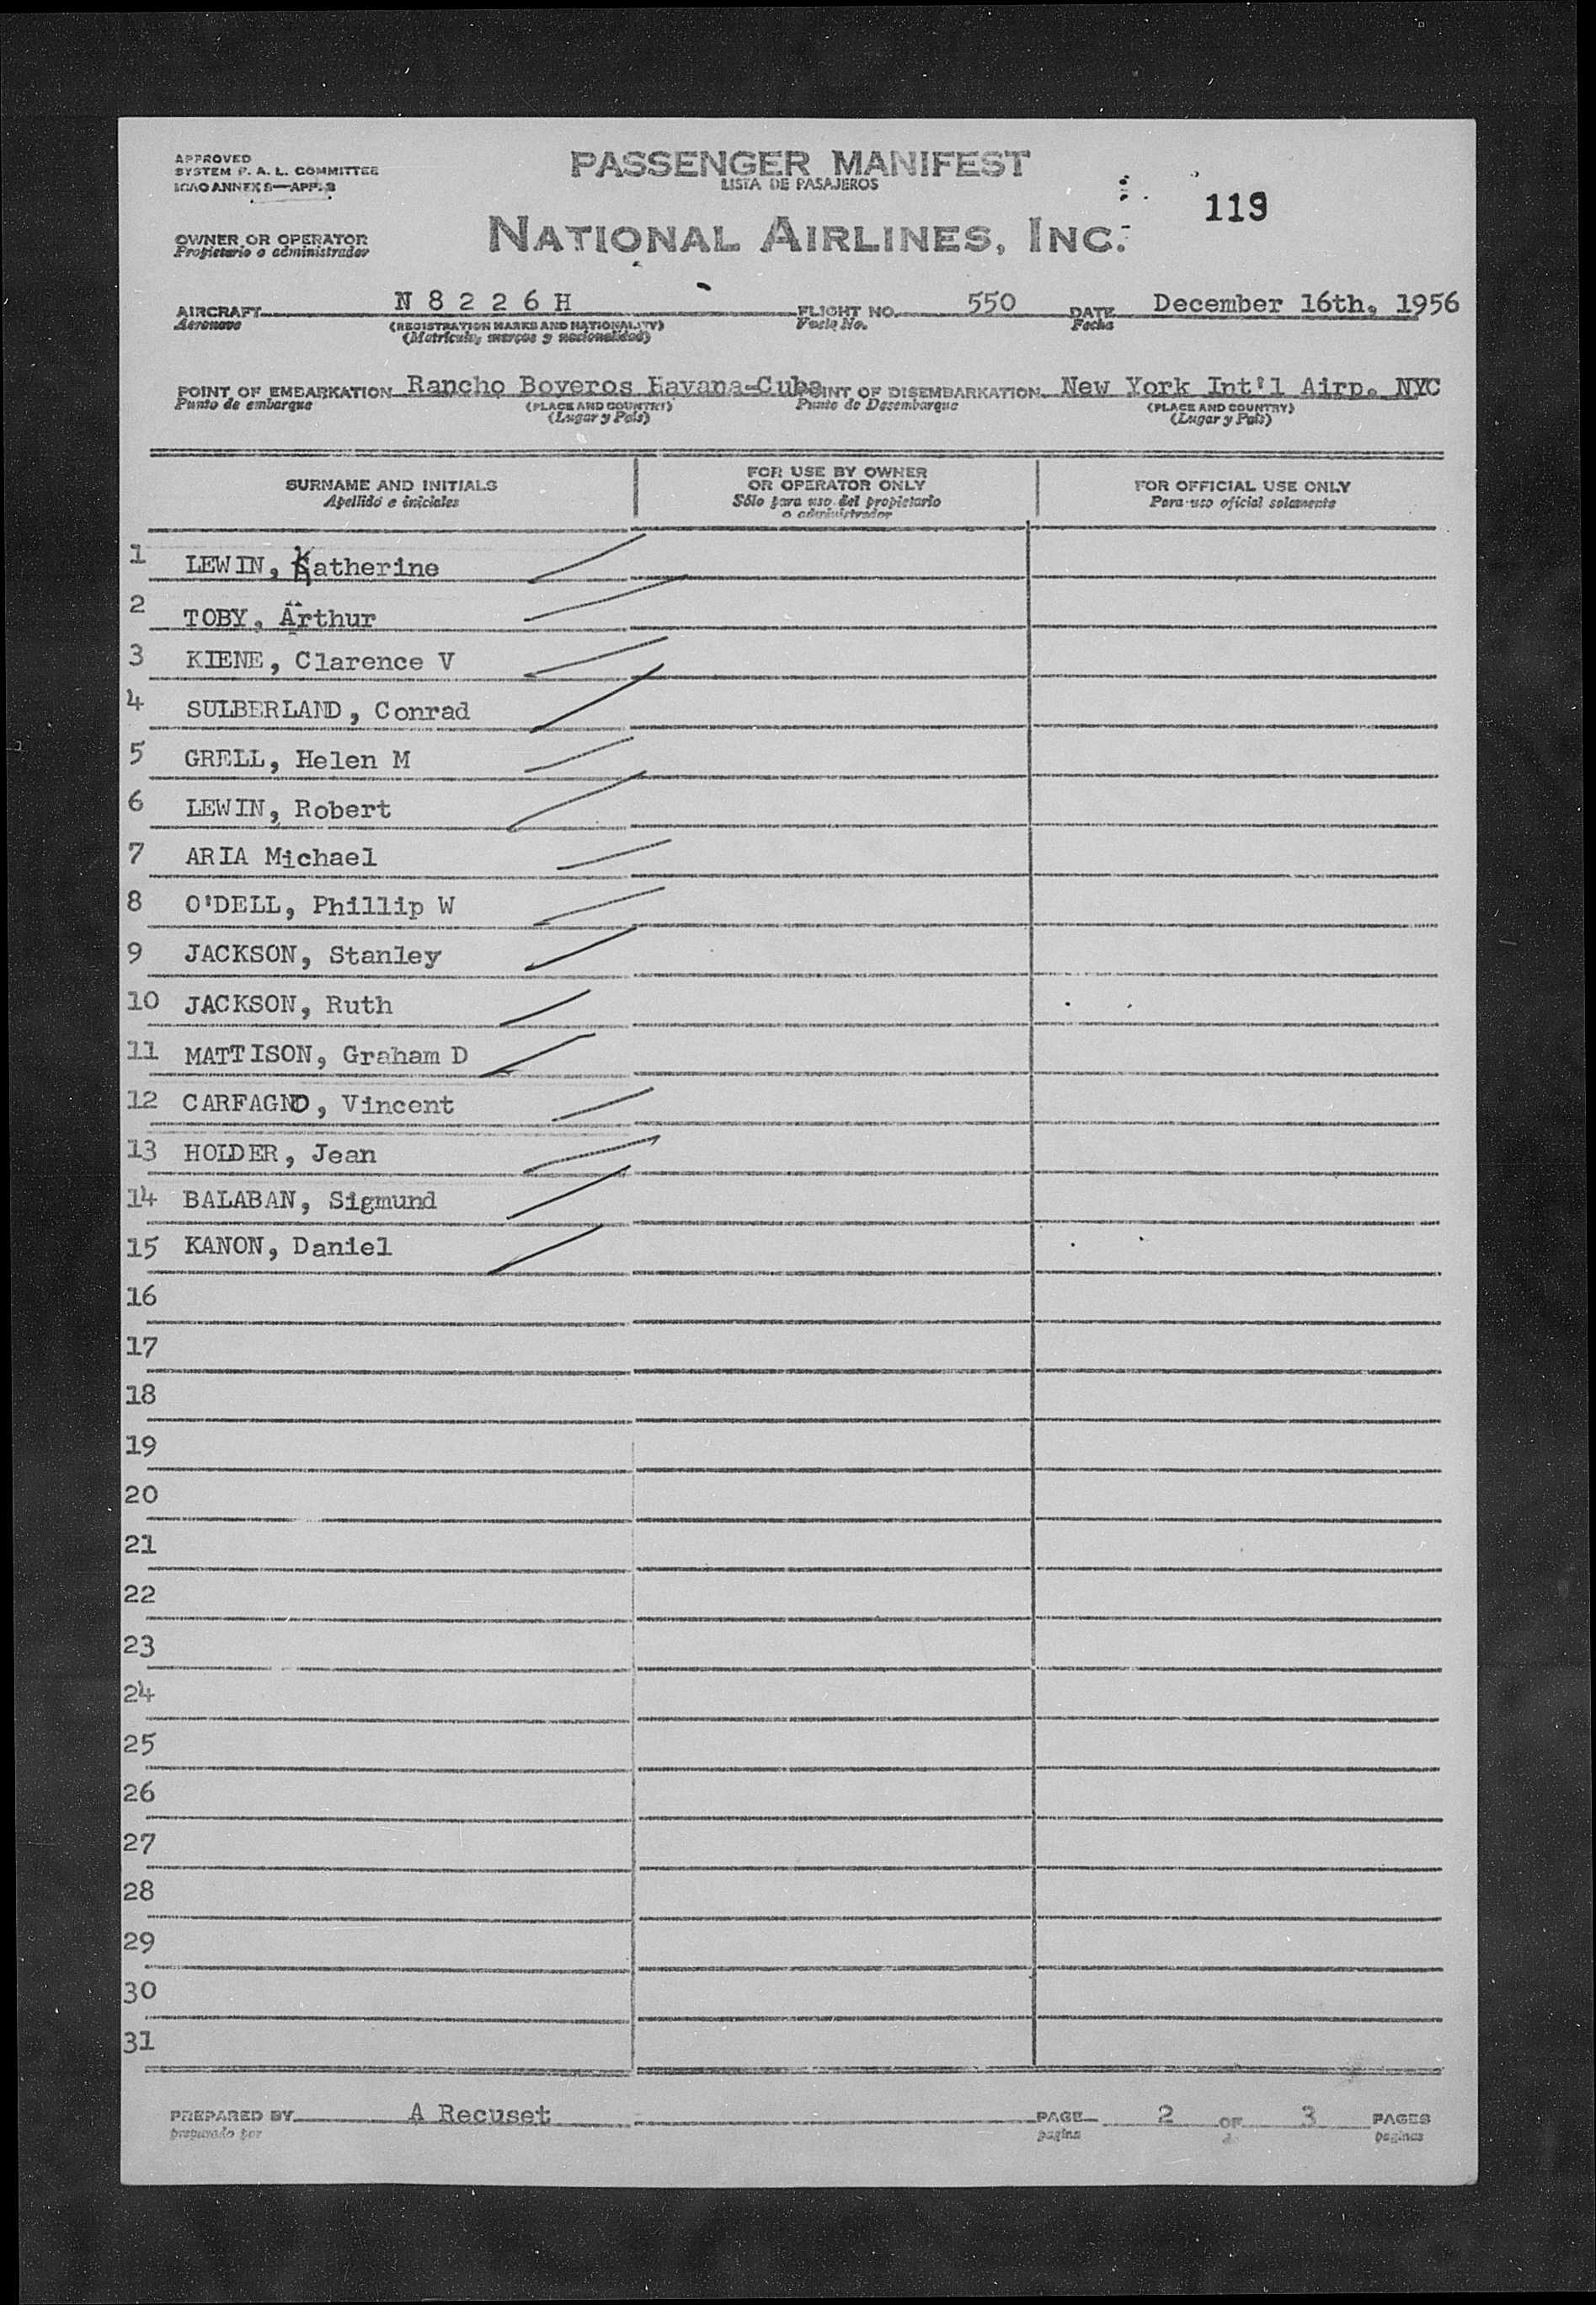 APPROVED
SYSTEM F. A. L. COMMITTEE
ICAO ANNEX 9—APP. 3
PASSENGER MANIFEST
LISTA DE PASAJEROS
119
OWNER OR OPERATOR
Propietario o administrador
NATIONAL AIRLINES, INC.
AIRCRAFT N 8 2 2 6 H FLIGHT NO. 550 DATE December 16th, 1956
Aeronave (REGISTRATION MARKS AND NATIONALITY) Vuelo No. Fecha
(Matricula, marcas y nacionalidad)
POINT OF EMBARKATION Rancho Boyeros Havana-Cuba POINT OF DISEMBARKATION New York Int'l Airp. NYC
Punto de embarque (PLACE AND COUNTRY) Punto de Desembarque (PLACE AND COUNTRY)
(Lugar y País) (Lugar y País)
SURNAME AND INITIALS
Apellido e iniciales
FOR USE BY OWNER
OR OPERATOR ONLY
Sólo para uso del propietario
o administrador
FOR OFFICIAL USE ONLY
Para uso oficial solamente
1 LEWIN, Katherine
2 TOBY, Arthur
3 KIENE, Clarence V
4 SULBERLAND, Conrad
5 GRELL, Helen M
6 LEWIN, Robert
7 ARIA Michael
8 O'DELL, Phillip W
9 JACKSON, Stanley
10 JACKSON, Ruth
11 MATTISON, Graham D
12 CARFAGNO, Vincent
13 HOLDER, Jean
14 BALABAN, Sigmund
15 KANON, Daniel
16
17
18
19
20
21
22
23
24
25
26
27
28
29
30
31
PREPARED BY A Recuset PAGE 2 OF 3 PAGES
preparado por pagina de paginas